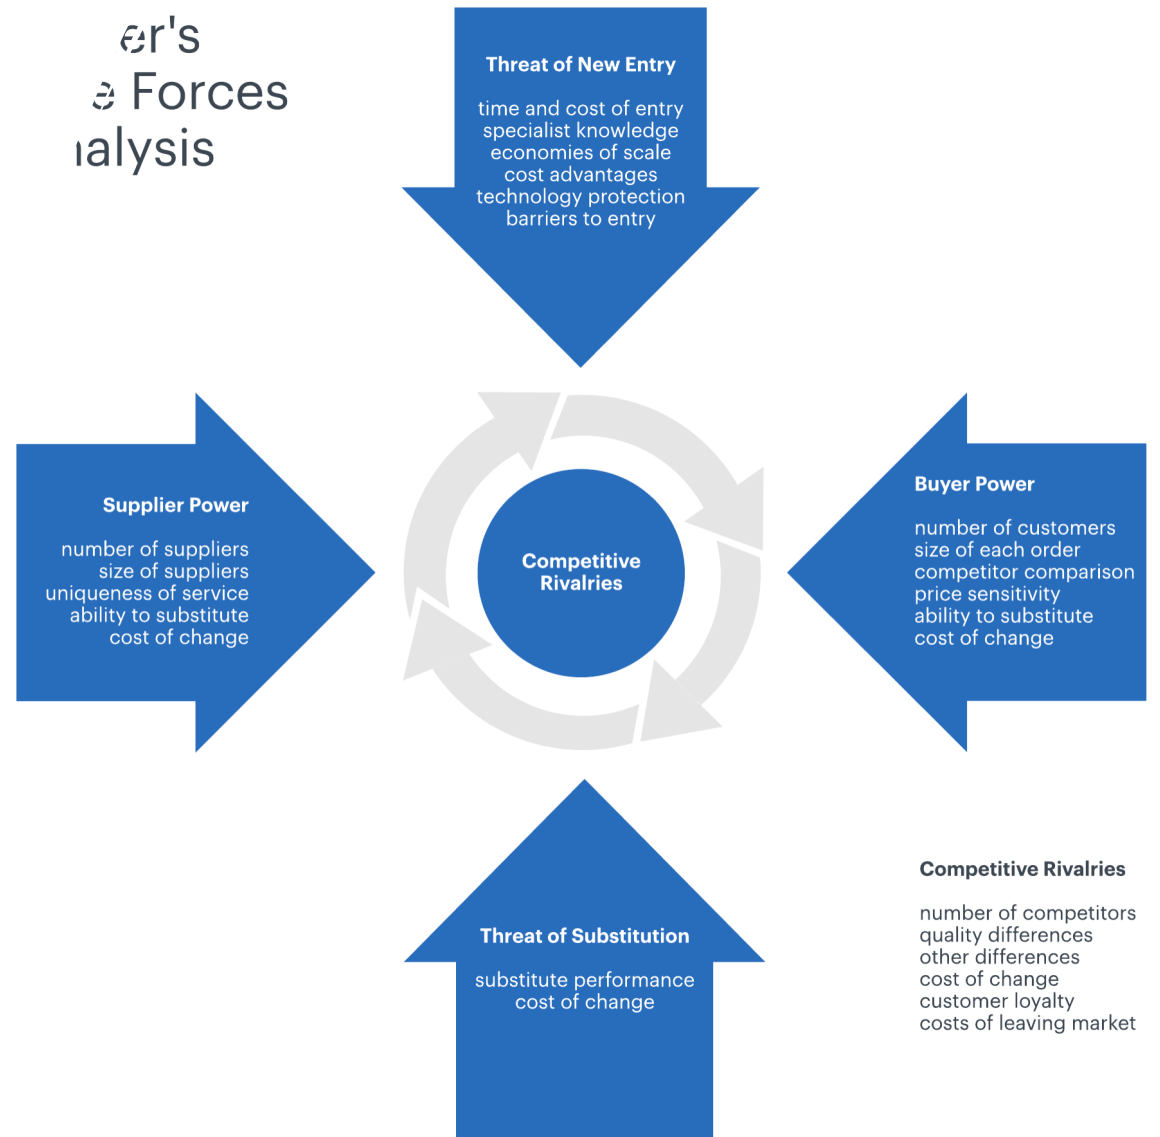 er's
e Forces
alysis
Threat of New Entry
time and cost of entry
specialist knowledge
economies of scale
cost advantages
technology protection
barriers to entry
Supplier Power
number of suppliers
size of suppliers
uniqueness of service
ability to substitute
cost of change
Competitive
Rivalries
Buyer Power
number of customers
size of each order
competitor comparison
price sensitivity
ability to substitute
cost of change
Threat of Substitution
substitute performance
cost of change
Competitive Rivalries
number of competitors
quality differences
other differences
cost of change
customer loyalty
costs of leaving market